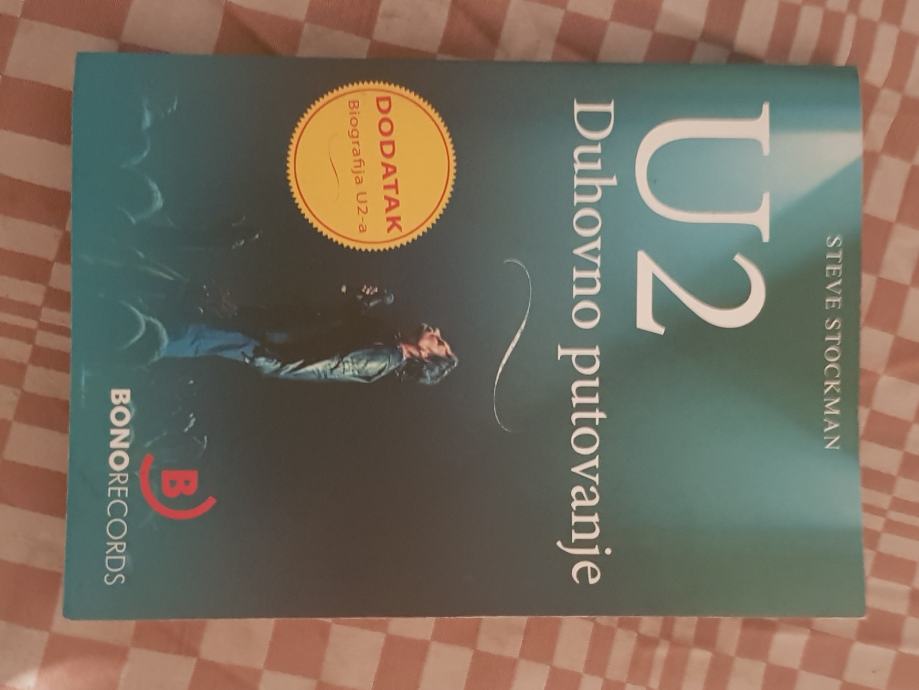 STEVE STOCKMAN
U2
Duhovno putovanje
DODATAK
Biografija U2-a
B
BONORECORDS